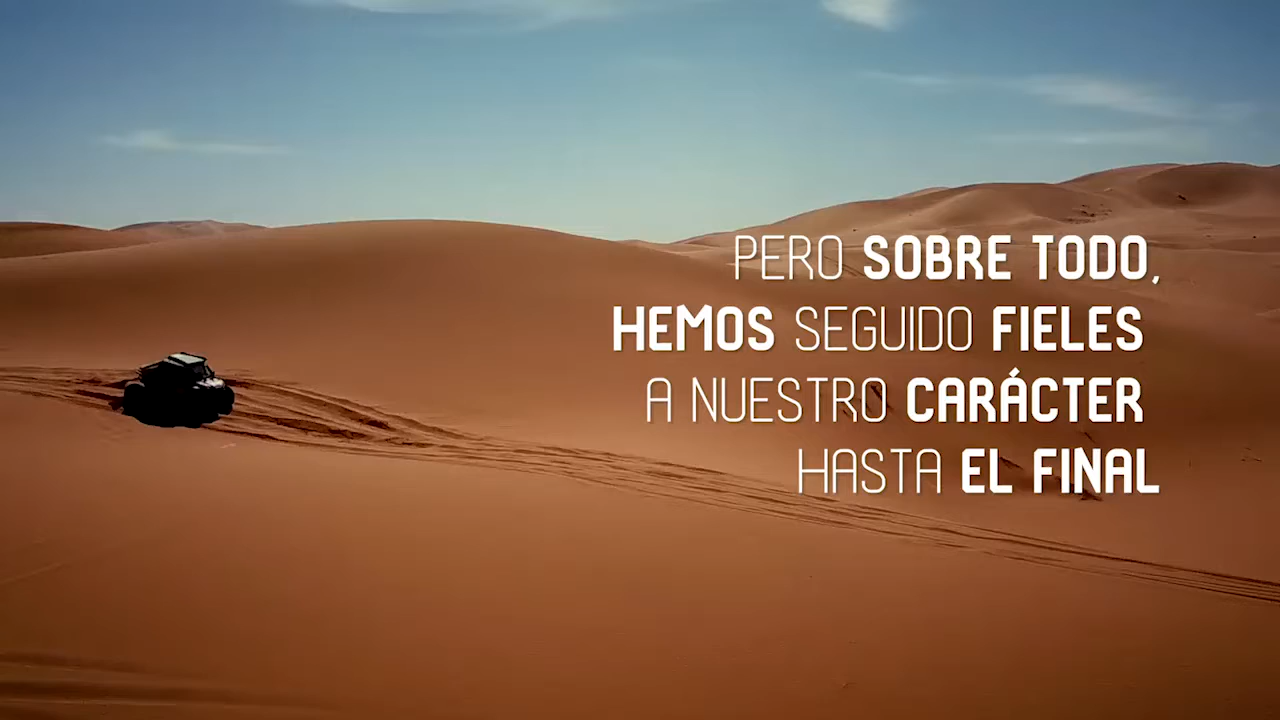 PERO SOBRE TODO,
HEMOS SEGUIDO FIELES
A NUESTRO CARÁCTER
HASTA EL FINAL